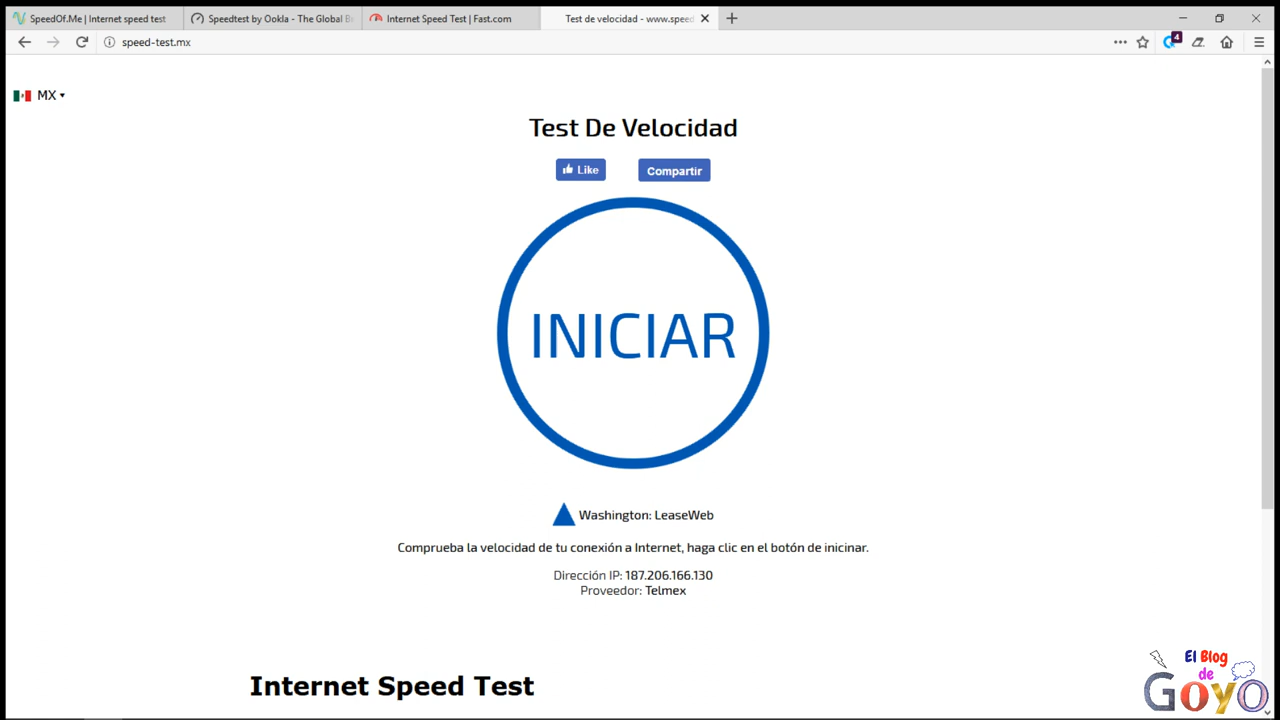 SpeedOf.Me | Internet speed test
Speedtest by Ookla - The Global B
Internet Speed Test | Fast.com
Test de velocidad - www.speed
speed-test.mx
4
MX
Test De Velocidad
Like
Compartir
INICIAR
Washington: LeaseWeb
Comprueba la velocidad de tu conexión a Internet, haga clic en el botón de inicinar.
Dirección IP: 187.206.166.130
Proveedor: Telmex
Internet Speed Test
El Blog
de
GOYO